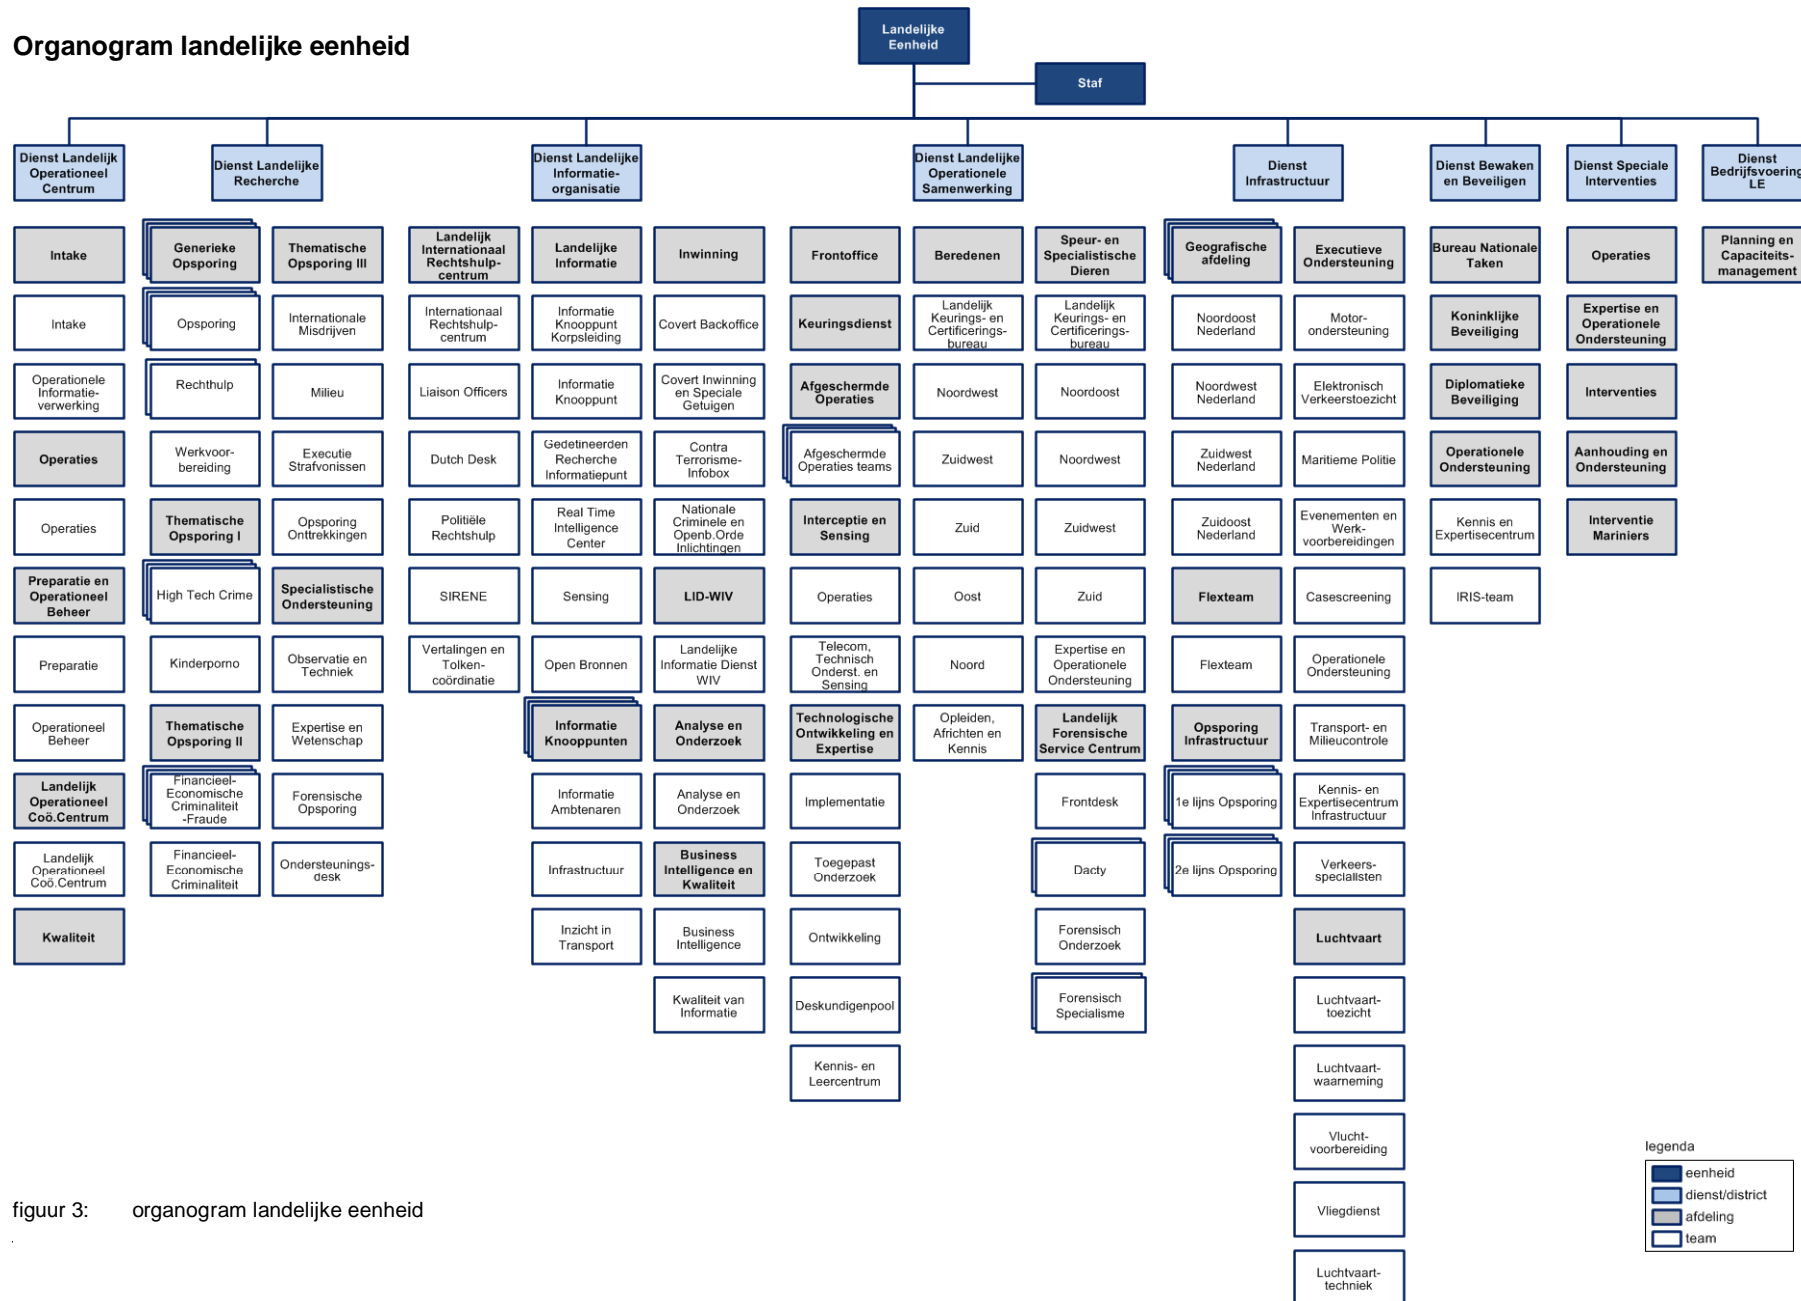 Organogram landelijke eenheid
Landelijke
Eenheid
Staf
Dienst Landelijk
Operationeel
Centrum
Dienst Landelijke
Recherche
Dienst Landelijke
Informatie-
organisatie
Dienst Landelijke
Operationele
Samenwerking
Dienst
Infrastructuur
Dienst Bewaken
en Beveiligen
Dienst Speciale
Interventies
Dienst
Bedrijfsvoering
LE
Intake
Intake
Operationele
Informatie-
verwerking
Operaties
Operaties
Preparatie en
Operationeel
Beheer
Preparatie
Operationeel
Beheer
Landelijk
Operationeel
Coö.Centrum
Landelijk
Operationeel
Coö.Centrum
Kwaliteit
Generieke
Opsporing
Opsporing
Rechthulp
Werkvoor-
bereiding
Thematische
Opsporing I
High Tech Crime
Kinderporno
Thematische
Opsporing II
Financieel-
Economische
Criminaliteit
-Fraude
Financieel-
Economische
Criminaliteit
Thematische
Opsporing III
Internationale
Misdrijven
Milieu
Executie
Strafvonissen
Opsporing
Onttrekkingen
Specialistische
Ondersteuning
Observatie en
Techniek
Expertise en
Wetenschap
Forensische
Opsporing
Ondersteunings-
desk
Landelijk
Internationaal
Rechtshulp-
centrum
Internationaal
Rechtshulp-
centrum
Liaison Officers
Dutch Desk
Politiële
Rechtshulp
SIRENE
Vertalingen en
Tolken-
coördinatie
Landelijke
Informatie
Informatie
Knooppunt
Korpsleiding
Informatie
Knooppunt
Gedetineerden
Recherche
Informatiepunt
Real Time
Intelligence
Center
Sensing
Open Bronnen
Informatie
Knooppunten
Informatie
Ambtenaren
Infrastructuur
Inzicht in
Transport
Inwinning
Covert Backoffice
Covert Inwinning
en Speciale
Getuigen
Contra
Terrorisme-
Infobox
Nationale
Criminele en
Openb.Orde
Inlichtingen
LID-WIV
Landelijke
Informatie Dienst
WIV
Analyse en
Onderzoek
Analyse en
Onderzoek
Business
Intelligence en
Kwaliteit
Business
Intelligence
Kwaliteit van
Informatie
Frontoffice
Keuringsdienst
Afgeschermde
Operaties
Afgeschermde
Operaties teams
Interceptie en
Sensing
Operaties
Telecom,
Technisch
Onderst. en
Sensing
Technologische
Ontwikkeling en
Expertise
Implementatie
Toegepast
Onderzoek
Ontwikkeling
Deskundigenpool
Kennis- en
Leercentrum
Beredenen
Landelijk
Keurings- en
Certificerings-
bureau
Noordwest
Zuidwest
Zuid
Oost
Noord
Opleiden,
Africhten en
Kennis
Speur- en
Specialistische
Dieren
Landelijk
Keurings- en
Certificerings-
bureau
Noordoost
Noordwest
Zuidwest
Zuid
Expertise en
Operationele
Ondersteuning
Landelijk
Forensische
Service Centrum
Frontdesk
Dacty
Forensisch
Onderzoek
Forensisch
Specialisme
Geografische
afdeling
Noordoost
Nederland
Noordwest
Nederland
Zuidwest
Nederland
Zuidoost
Nederland
Flexteam
Flexteam
Opsporing
Infrastructuur
1e lijns Opsporing
2e lijns Opsporing
Executieve
Ondersteuning
Motor-
ondersteuning
Elektronisch
Verkeerstoezicht
Maritieme Politie
Evenementen en
Werk-
voorbereidingen
Casescreening
Operationele
Ondersteuning
Transport- en
Milieucontrole
Kennis- en
Expertisecentrum
Infrastructuur
Verkeers-
specialisten
Luchtvaart
Luchtvaart-
toezicht
Luchtvaart-
waarneming
Vlucht-
voorbereiding
Vliegdienst
Luchtvaart-
techniek
Bureau Nationale
Taken
Koninklijke
Beveiliging
Diplomatieke
Beveiliging
Operationele
Ondersteuning
Kennis en
Expertisecentrum
IRIS-team
Operaties
Expertise en
Operationele
Ondersteuning
Interventies
Aanhouding en
Ondersteuning
Interventie
Mariniers
Planning en
Capaciteits-
management
legenda
eenheid
dienst/district
afdeling
team
figuur 3: organogram landelijke eenheid